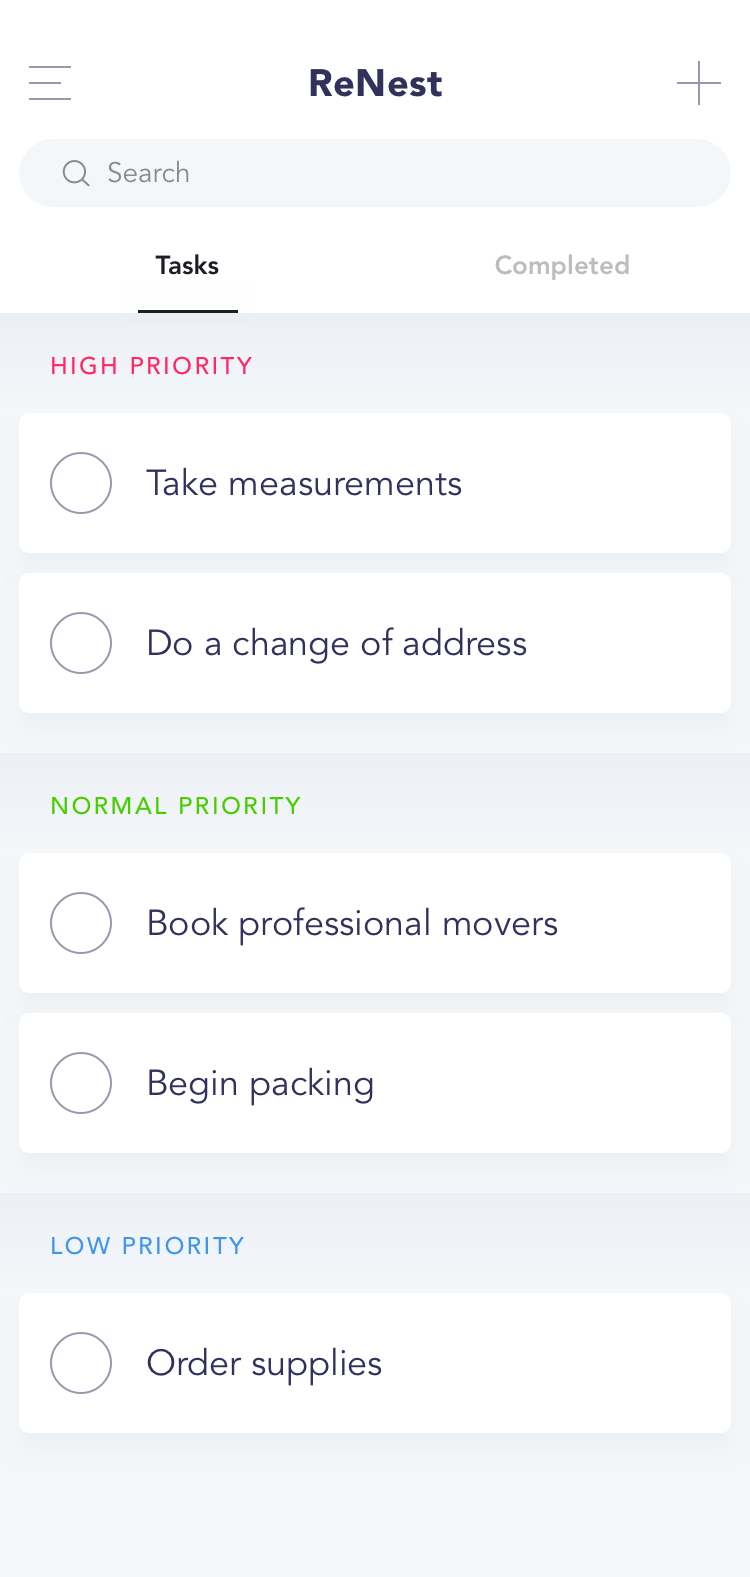 ReNest
Search
Tasks
Completed
HIGH PRIORITY
Take measurements
Do a change of address
NORMAL PRIORITY
Book professional movers
Begin packing
LOW PRIORITY
Order supplies